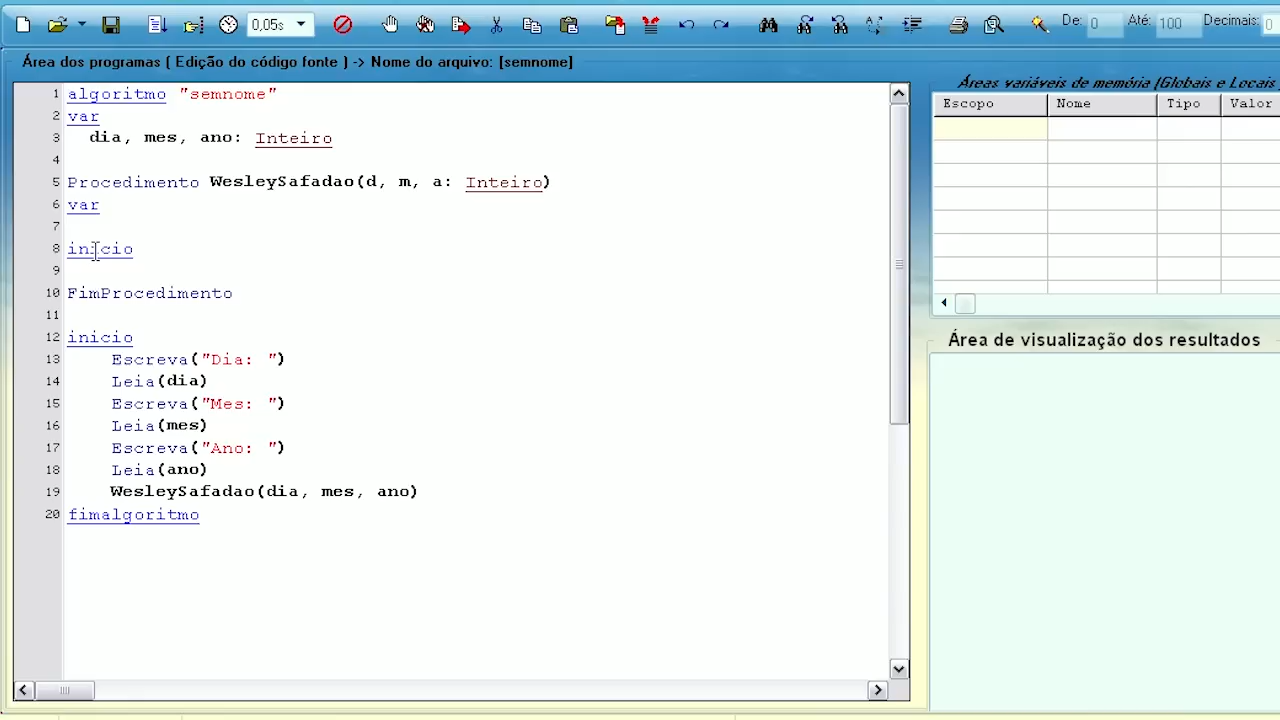 0,05s De: 0 Até: 100 Decimais: 0
Área dos programas ( Edição do código fonte ) -> Nome do arquivo: [semnome]
1 algoritmo "semnome"
2 var
3 dia, mes, ano: Inteiro
4
5 Procedimento WesleySafadao(d, m, a: Inteiro)
6 var
7
8 inicio
9
10 FimProcedimento
11
12 inicio
13 Escreva("Dia: ")
14 Leia(dia)
15 Escreva("Mes: ")
16 Leia(mes)
17 Escreva("Ano: ")
18 Leia(ano)
19 WesleySafadao(dia, mes, ano)
20 fimalgoritmo
Áreas variáveis de memória (Globais e Locais
Escopo Nome Tipo Valor
Área de visualização dos resultados